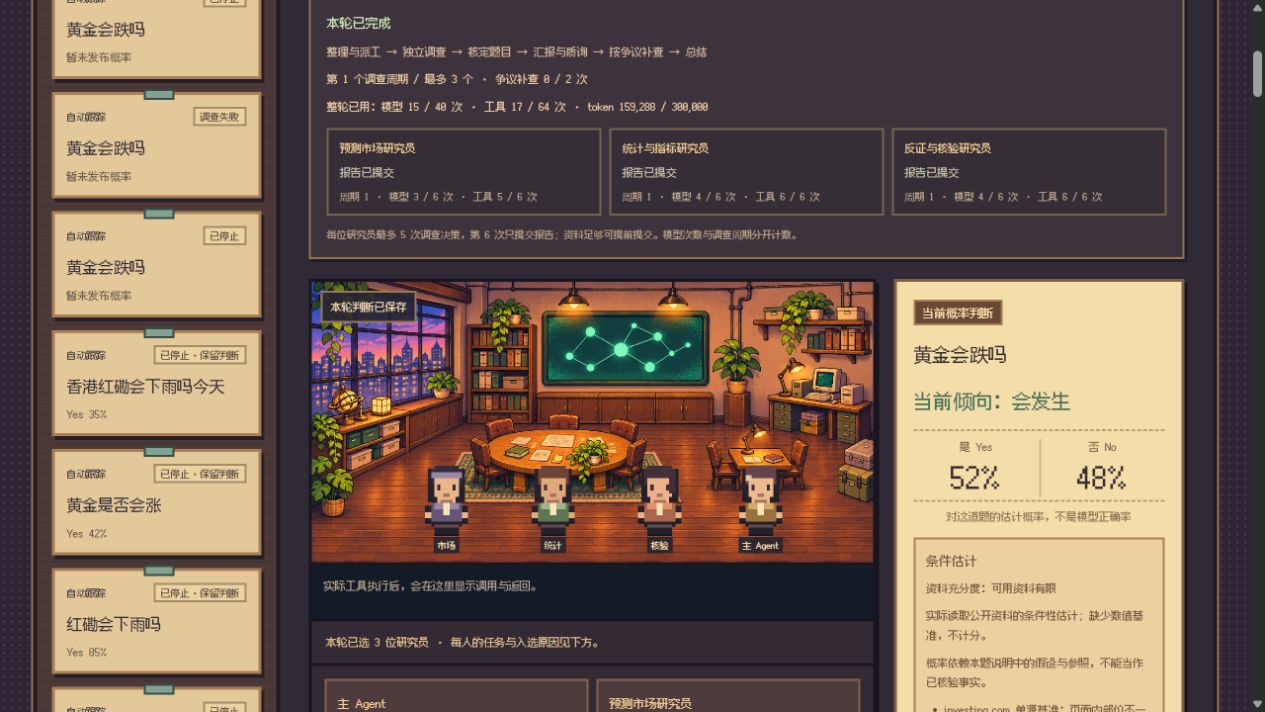 自动跟踪
已停止
黄金会跌吗
暂未发布概率
自动跟踪
调查失败
黄金会跌吗
暂未发布概率
自动跟踪
已停止
黄金会跌吗
暂未发布概率
自动跟踪
已停止・保留判断
香港红磡会下雨吗今天
Yes 35%
自动跟踪
已停止・保留判断
黄金是否会涨
Yes 42%
自动跟踪
已停止・保留判断
红磡会下雨吗
Yes 85%
自动跟踪
已停止
本轮已完成
整理与派工 → 独立调查 → 核定题目 → 汇报与质询 → 按争议补查 → 总结
第 1 个调查周期 / 最多 3 个 · 争议补查 0 / 2 次
整轮已用: 模型 15 / 40 次 · 工具 17 / 64 次 · token 159,288 / 300,000
预测市场研究员
报告已提交
周期 1 · 模型 3 / 6 次 · 工具 5 / 6 次
统计与指标研究员
报告已提交
周期 1 · 模型 4 / 6 次 · 工具 6 / 6 次
反证与核验研究员
报告已提交
周期 1 · 模型 4 / 6 次 · 工具 6 / 6 次
每位研究员最多 5 次调查决策, 第 6 次只提交报告; 资料足够可提前提交。模型次数与调查周期分开计数。
本轮判断已保存
市场
统计
核验
主 Agent
实际工具执行后, 会在这里显示调用与返回。
本轮已选 3 位研究员 · 每人的任务与入选原因见下方。
主 Agent
预测市场研究员
当前概率判断
黄金会跌吗
当前倾向: 会发生
是 Yes
52%
否 No
48%
对这道题的估计概率, 不是模型正确率
条件估计
资料充分度: 可用资料有限
实际读取公开资料的条件性估计; 缺少数值基
准, 不计分。
概率依赖本题说明中的假设与参照, 不能当作
已核验事实。
• investing.com 单源基准: 页面内部价不一